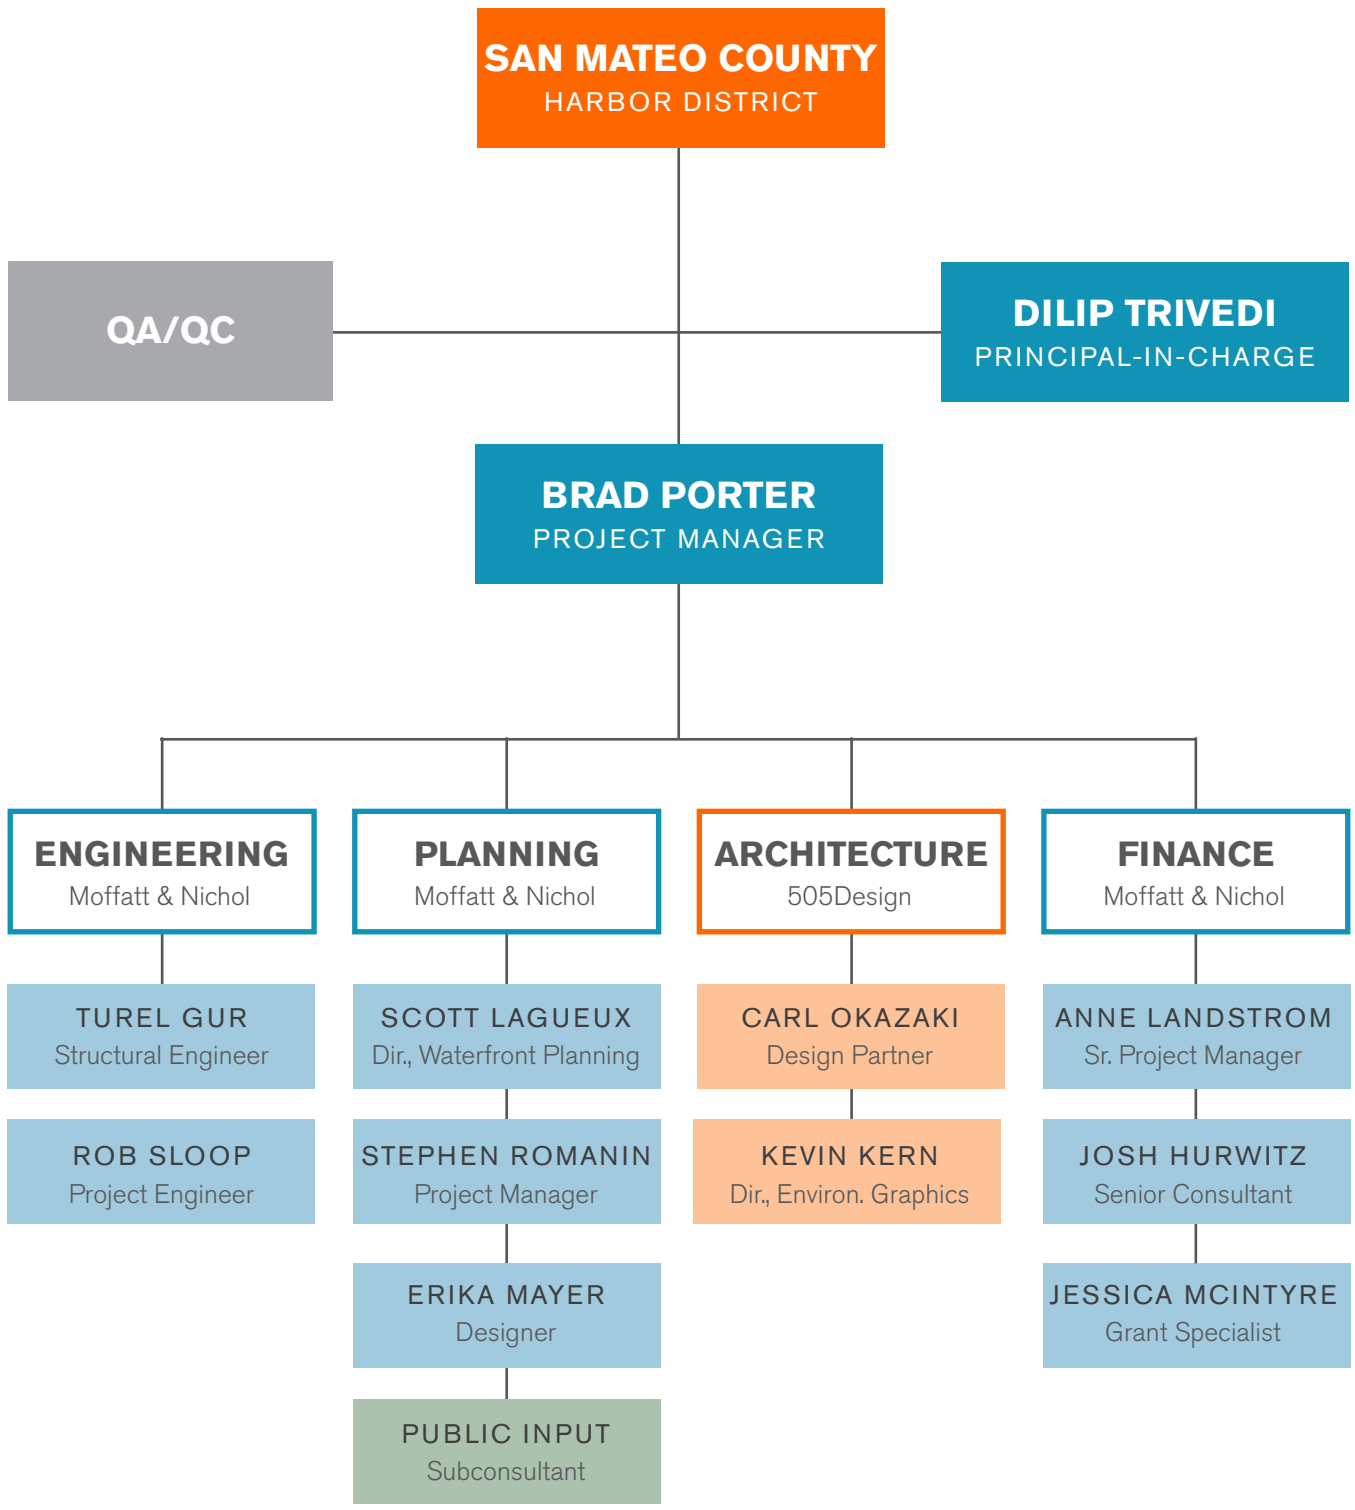 SAN MATEO COUNTY
HARBOR DISTRICT
QA/QC
DILIP TRIVEDI
PRINCIPAL-IN-CHARGE
BRAD PORTER
PROJECT MANAGER
ENGINEERING
Moffatt & Nichol
TUREL GUR
Structural Engineer
ROB SLOOP
Project Engineer
PLANNING
Moffatt & Nichol
SCOTT LAGUEUX
Dir., Waterfront Planning
STEPHEN ROMANIN
Project Manager
ERIKA MAYER
Designer
PUBLIC INPUT
Subconsultant
ARCHITECTURE
505Design
CARL OKAZAKI
Design Partner
KEVIN KERN
Dir., Environ. Graphics
FINANCE
Moffatt & Nichol
ANNE LANDSTROM
Sr. Project Manager
JOSH HURWITZ
Senior Consultant
JESSICA MCINTYRE
Grant Specialist